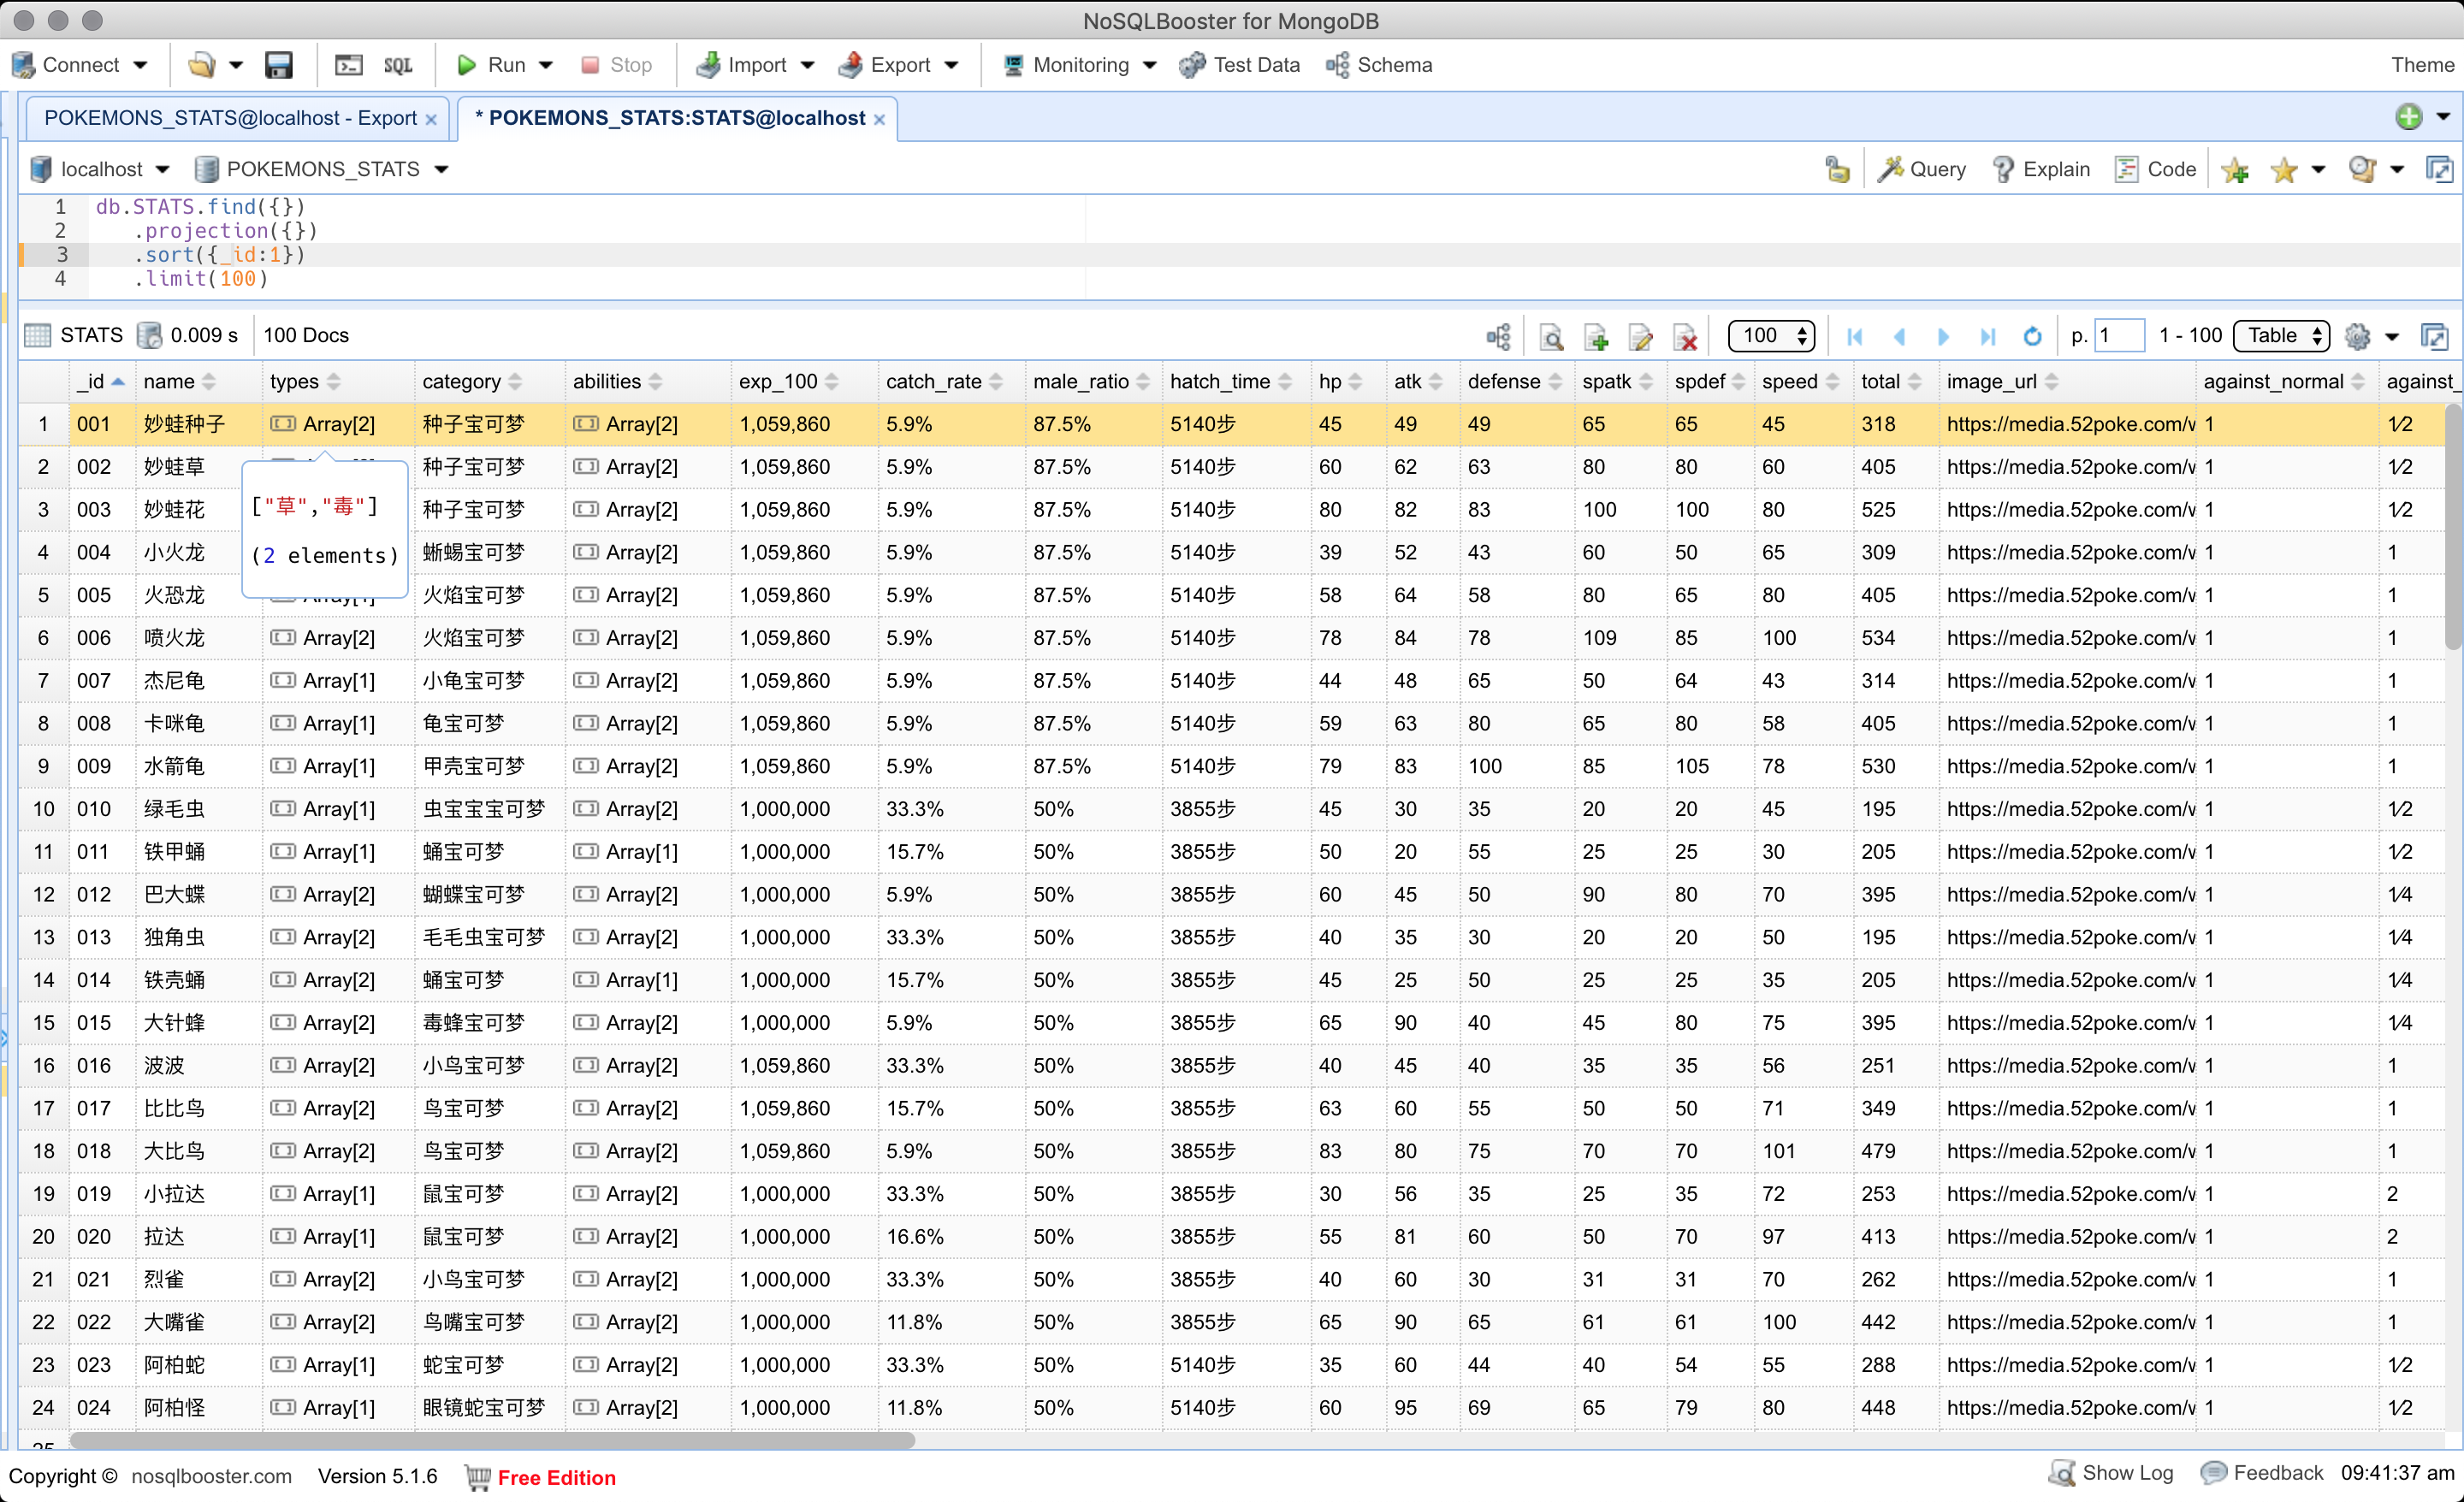 NoSQLBooster for MongoDB
Connect SQL Run Stop Import Export Monitoring Test Data Schema Theme
POKEMONS_STATS@localhost - Export × * POKEMONS_STATS:STATS@localhost ×
localhost POKEMONS_STATS Query Explain Code
1 db.STATS.find({})
2 .projection({})
3 .sort({_id:1})
4 .limit(100)
STATS 0.009 s 100 Docs 100 p. 1 1 - 100 Table
_id name types category abilities exp_100 catch_rate male_ratio hatch_time hp atk defense spatk spdef speed total image_url against_normal against_
1 001 妙蛙种子 Array[2] 种子宝可梦 Array[2] 1,059,860 5.9% 87.5% 5140步 45 49 49 65 65 45 318 https://media.52poke.com/v 1 1⁄2
2 002 妙蛙草 种子宝可梦 Array[2] 1,059,860 5.9% 87.5% 5140步 60 62 63 80 80 60 405 https://media.52poke.com/v 1 1⁄2
["草","毒"]
3 003 妙蛙花 种子宝可梦 Array[2] 1,059,860 5.9% 87.5% 5140步 80 82 83 100 100 80 525 https://media.52poke.com/v 1 1⁄2
(2 elements)
4 004 小火龙 蜥蜴宝可梦 Array[2] 1,059,860 5.9% 87.5% 5140步 39 52 43 60 50 65 309 https://media.52poke.com/v 1 1
5 005 火恐龙 Array[1] 火焰宝可梦 Array[2] 1,059,860 5.9% 87.5% 5140步 58 64 58 80 65 80 405 https://media.52poke.com/v 1 1
6 006 喷火龙 Array[2] 火焰宝可梦 Array[2] 1,059,860 5.9% 87.5% 5140步 78 84 78 109 85 100 534 https://media.52poke.com/v 1 1
7 007 杰尼龟 Array[1] 小龟宝可梦 Array[2] 1,059,860 5.9% 87.5% 5140步 44 48 65 50 64 43 314 https://media.52poke.com/v 1 1
8 008 卡咪龟 Array[1] 龟宝可梦 Array[2] 1,059,860 5.9% 87.5% 5140步 59 63 80 65 80 58 405 https://media.52poke.com/v 1 1
9 009 水箭龟 Array[1] 甲壳宝可梦 Array[2] 1,059,860 5.9% 87.5% 5140步 79 83 100 85 105 78 530 https://media.52poke.com/v 1 1
10 010 绿毛虫 Array[1] 虫宝宝宝可梦 Array[2] 1,000,000 33.3% 50% 3855步 45 30 35 20 20 45 195 https://media.52poke.com/v 1 1⁄2
11 011 铁甲蛹 Array[1] 蛹宝可梦 Array[1] 1,000,000 15.7% 50% 3855步 50 20 55 25 25 30 205 https://media.52poke.com/v 1 1⁄2
12 012 巴大蝶 Array[2] 蝴蝶宝可梦 Array[2] 1,000,000 5.9% 50% 3855步 60 45 50 90 80 70 395 https://media.52poke.com/v 1 1⁄4
13 013 独角虫 Array[2] 毛毛虫宝可梦 Array[2] 1,000,000 33.3% 50% 3855步 40 35 30 20 20 50 195 https://media.52poke.com/v 1 1⁄4
14 014 铁壳蛹 Array[2] 蛹宝可梦 Array[1] 1,000,000 15.7% 50% 3855步 45 25 50 25 25 35 205 https://media.52poke.com/v 1 1⁄4
15 015 大针蜂 Array[2] 毒蜂宝可梦 Array[2] 1,000,000 5.9% 50% 3855步 65 90 40 45 80 75 395 https://media.52poke.com/v 1 1⁄4
16 016 波波 Array[2] 小鸟宝可梦 Array[2] 1,059,860 33.3% 50% 3855步 40 45 40 35 35 56 251 https://media.52poke.com/v 1 1
17 017 比比鸟 Array[2] 鸟宝可梦 Array[2] 1,059,860 15.7% 50% 3855步 63 60 55 50 50 71 349 https://media.52poke.com/v 1 1
18 018 大比鸟 Array[2] 鸟宝可梦 Array[2] 1,059,860 5.9% 50% 3855步 83 80 75 70 70 101 479 https://media.52poke.com/v 1 1
19 019 小拉达 Array[1] 鼠宝可梦 Array[2] 1,000,000 33.3% 50% 3855步 30 56 35 25 35 72 253 https://media.52poke.com/v 1 2
20 020 拉达 Array[1] 鼠宝可梦 Array[2] 1,000,000 16.6% 50% 3855步 55 81 60 50 70 97 413 https://media.52poke.com/v 1 2
21 021 烈雀 Array[2] 小鸟宝可梦 Array[2] 1,000,000 33.3% 50% 3855步 40 60 30 31 31 70 262 https://media.52poke.com/v 1 1
22 022 大嘴雀 Array[2] 鸟嘴宝可梦 Array[2] 1,000,000 11.8% 50% 3855步 65 90 65 61 61 100 442 https://media.52poke.com/v 1 1
23 023 阿柏蛇 Array[1] 蛇宝可梦 Array[2] 1,000,000 33.3% 50% 5140步 35 60 44 40 54 55 288 https://media.52poke.com/v 1 1⁄2
24 024 阿柏怪 Array[1] 眼镜蛇宝可梦 Array[2] 1,000,000 11.8% 50% 5140步 60 95 69 65 79 80 448 https://media.52poke.com/v 1 1⁄2
25
Copyright © nosqlbooster.com Version 5.1.6 Free Edition Show Log Feedback 09:41:37 am